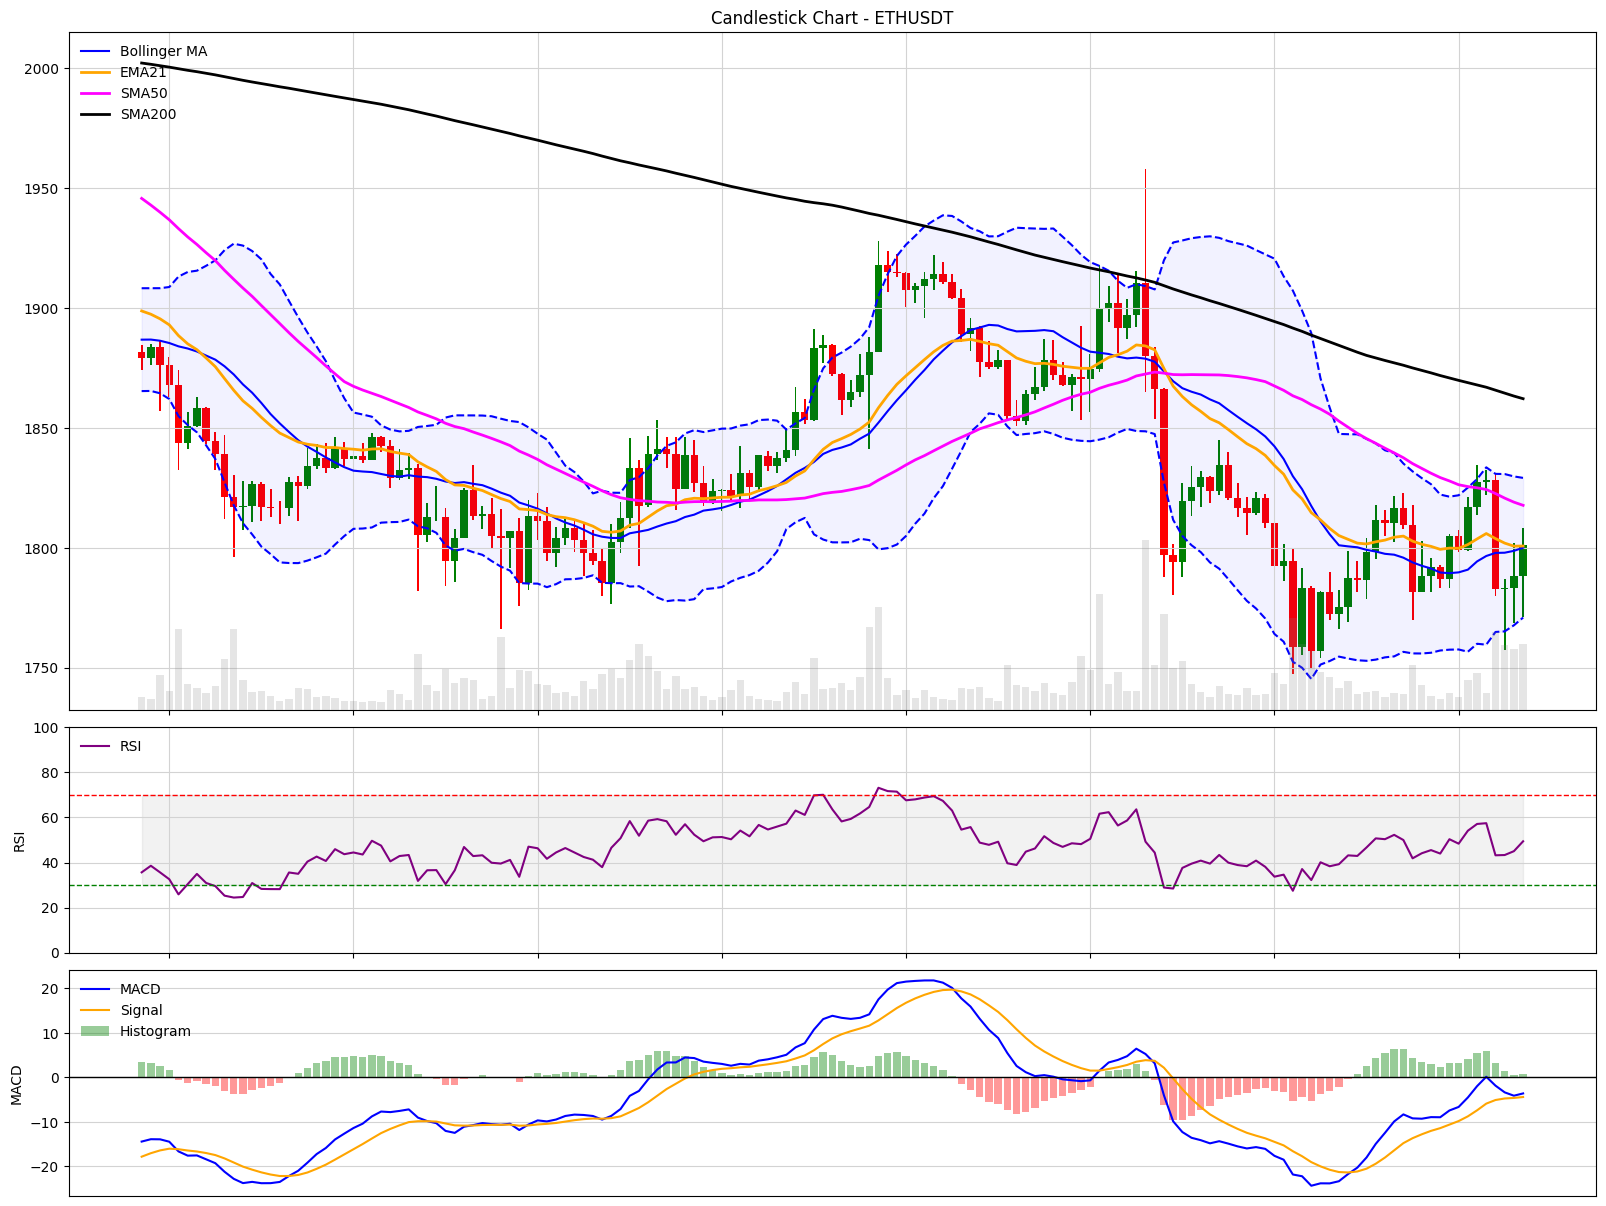 Candlestick Chart - ETHUSDT
Bollinger MA
EMA21
SMA50
SMA200
2000
1950
1900
1850
1800
1750
RSI
100
80
60
40
20
0
RSI
MACD
Signal
Histogram
20
10
0
−10
−20
MACD